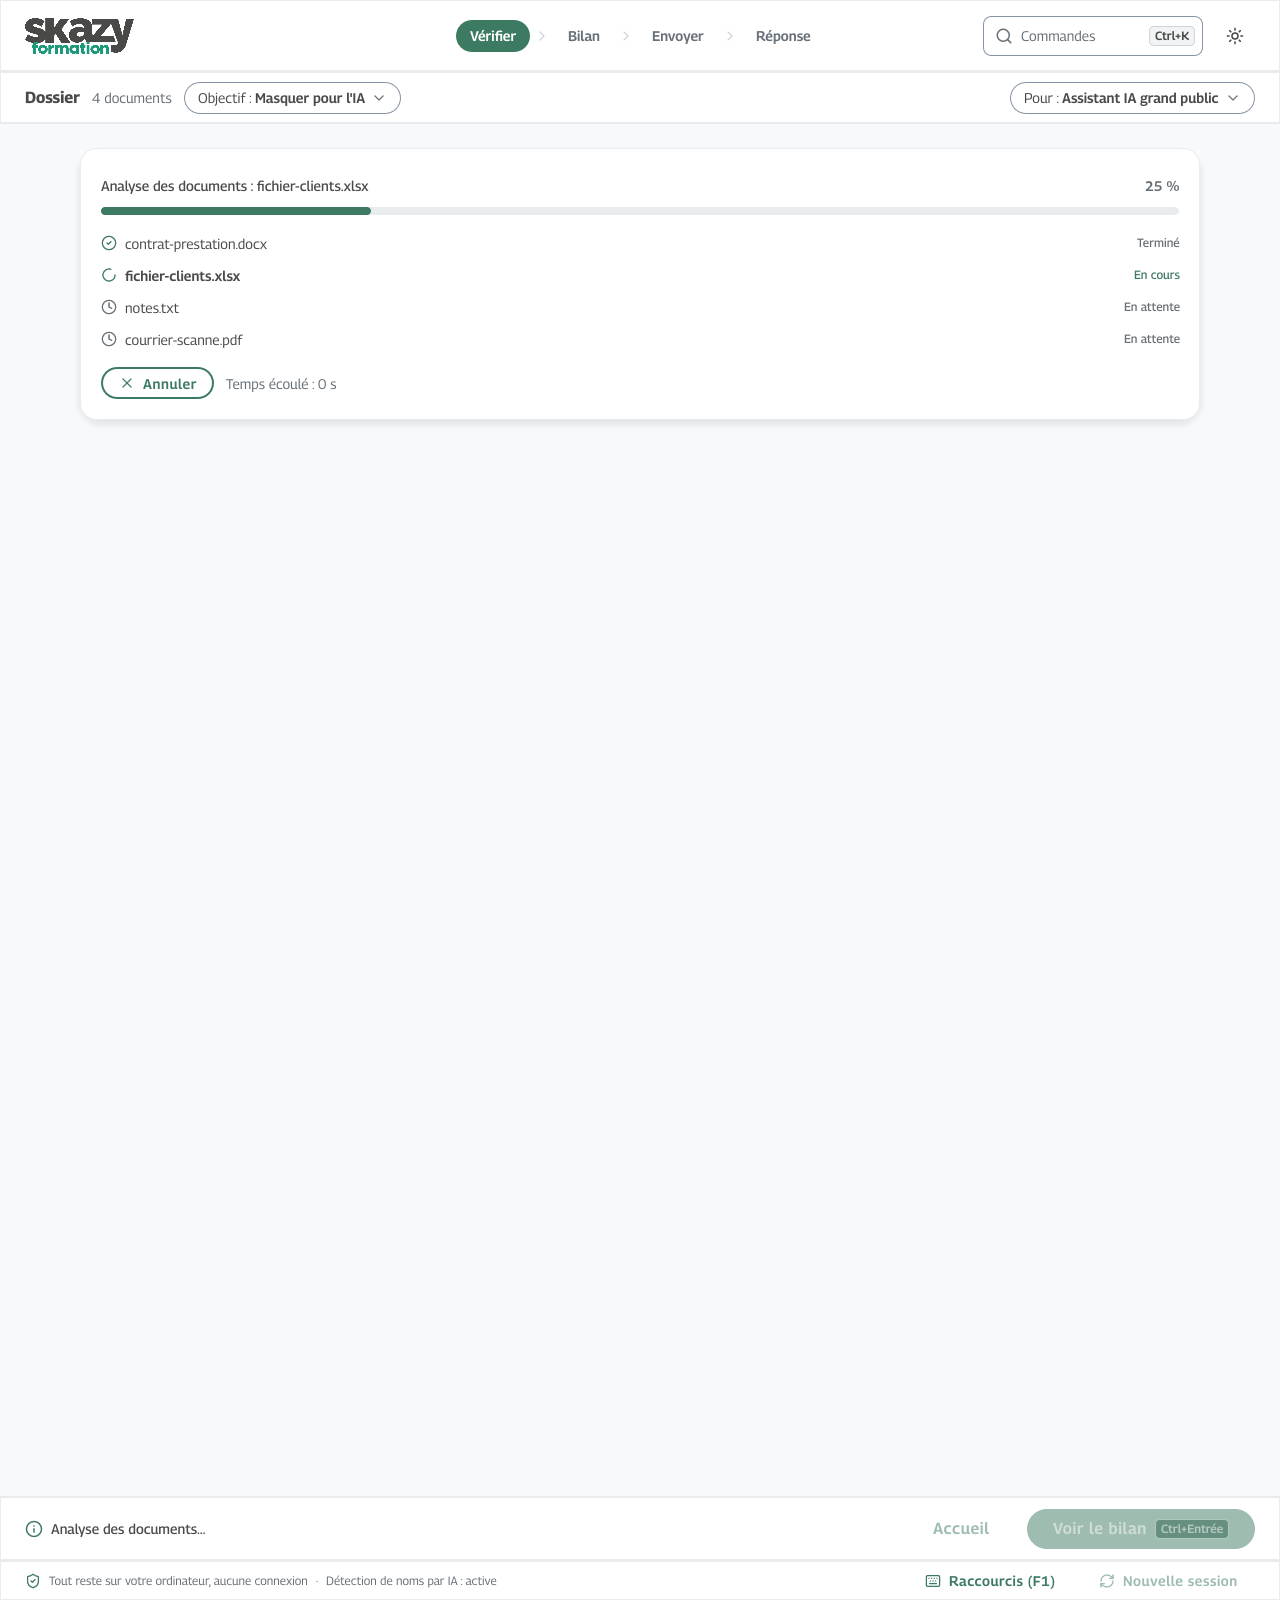 skazy
formation
Vérifier
Bilan
Envoyer
Réponse
Commandes
Ctrl+K
Dossier
4 documents
Objectif : Masquer pour l'IA
Pour : Assistant IA grand public
Analyse des documents : fichier-clients.xlsx
25 %
contrat-prestation.docx
Terminé
fichier-clients.xlsx
En cours
notes.txt
En attente
courrier-scanne.pdf
En attente
Annuler
Temps écoulé : 0 s
Analyse des documents…
Accueil
Voir le bilan
Ctrl+Entrée
Tout reste sur votre ordinateur, aucune connexion · Détection de noms par IA : active
Raccourcis (F1)
Nouvelle session